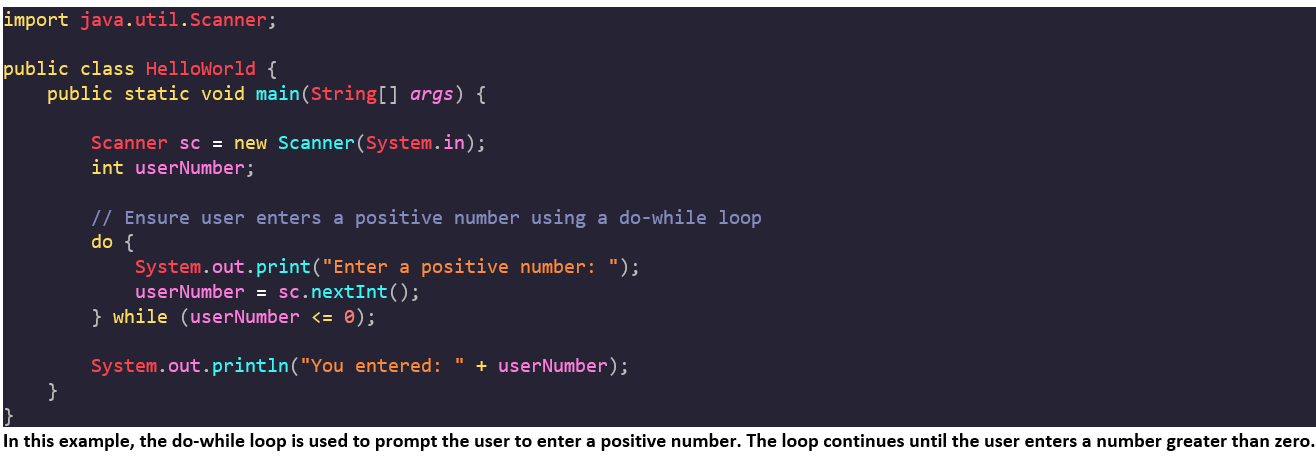 import java.util.Scanner;
public class HelloWorld {
public static void main(String[] args) {
Scanner sc = new Scanner(System.in);
int userNumber;
// Ensure user enters a positive number using a do-while loop
do {
System.out.print("Enter a positive number: ");
userNumber = sc.nextInt();
} while (userNumber <= 0);
System.out.println("You entered: " + userNumber);
}
}
In this example, the do-while loop is used to prompt the user to enter a positive number. The loop continues until the user enters a number greater than zero.